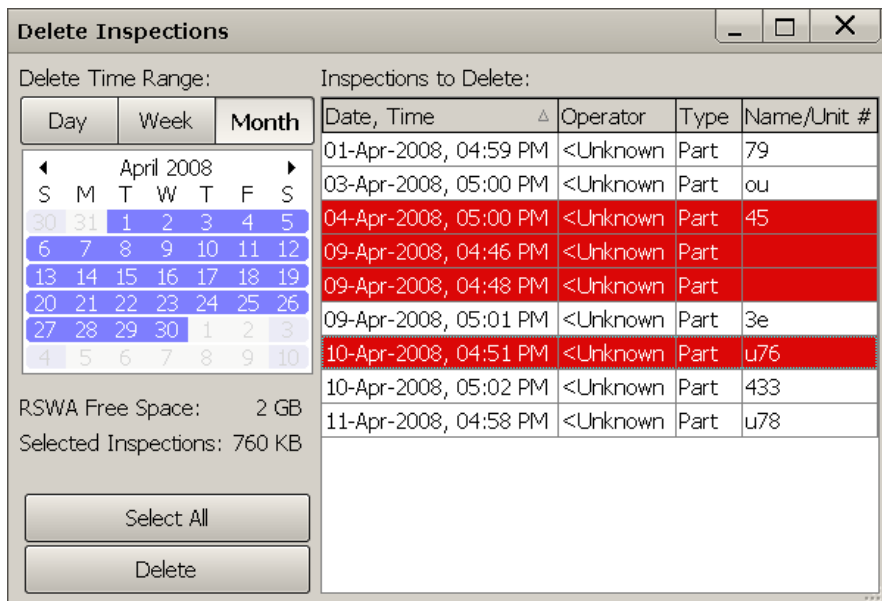 Delete Inspections
Delete Time Range:
Day Week Month
April 2008
S M T W T F S
30 31 1 2 3 4 5
6 7 8 9 10 11 12
13 14 15 16 17 18 19
20 21 22 23 24 25 26
27 28 29 30 1 2 3
4 5 6 7 8 9 10
RSWA Free Space: 2 GB
Selected Inspections: 760 KB
Select All
Delete
Inspections to Delete:
Date, Time Operator Type Name/Unit #
01-Apr-2008, 04:59 PM <Unknown Part 79
03-Apr-2008, 05:00 PM <Unknown Part ou
04-Apr-2008, 05:00 PM <Unknown Part 45
09-Apr-2008, 04:46 PM <Unknown Part
09-Apr-2008, 04:48 PM <Unknown Part
09-Apr-2008, 05:01 PM <Unknown Part 3e
10-Apr-2008, 04:51 PM <Unknown Part u76
10-Apr-2008, 05:02 PM <Unknown Part 433
11-Apr-2008, 04:58 PM <Unknown Part u78